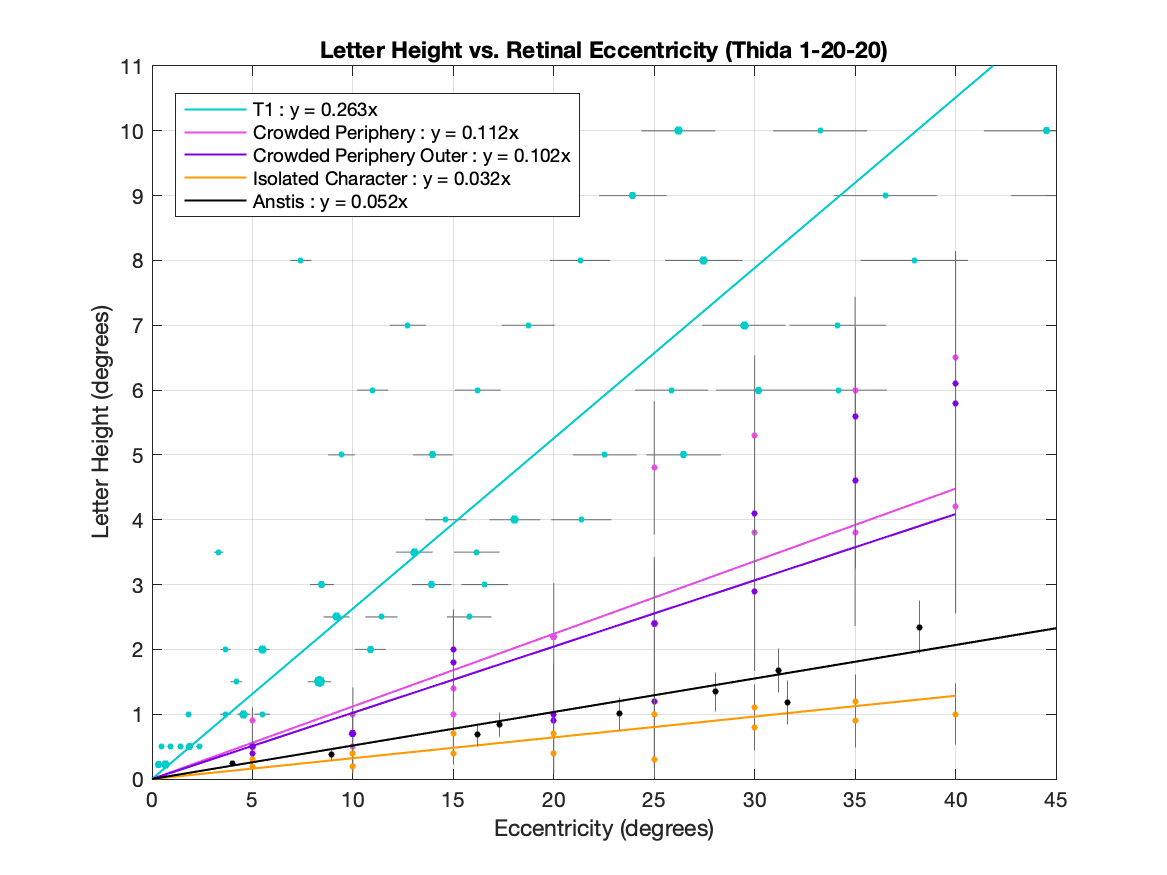 Letter Height vs. Retinal Eccentricity (Thida 1-20-20)
11
10
9
8
7
6
5
4
3
2
1
0
Letter Height (degrees)
T1 : y = 0.263x
Crowded Periphery : y = 0.112x
Crowded Periphery Outer : y = 0.102x
Isolated Character : y = 0.032x
Anstis : y = 0.052x
0 5 10 15 20 25 30 35 40 45
Eccentricity (degrees)